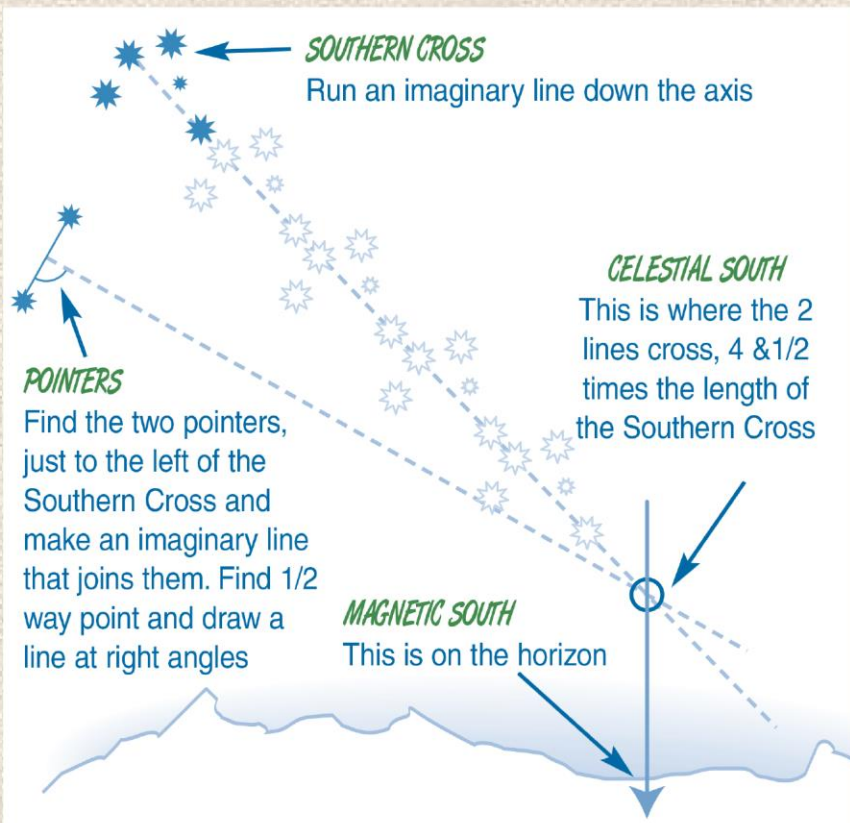 SOUTHERN CROSS
Run an imaginary line down the axis
CELESTIAL SOUTH
This is where the 2
lines cross, 4 &1/2
times the length of
the Southern Cross
POINTERS
Find the two pointers,
just to the left of the
Southern Cross and
make an imaginary line
that joins them. Find 1/2
way point and draw a
line at right angles
MAGNETIC SOUTH
This is on the horizon